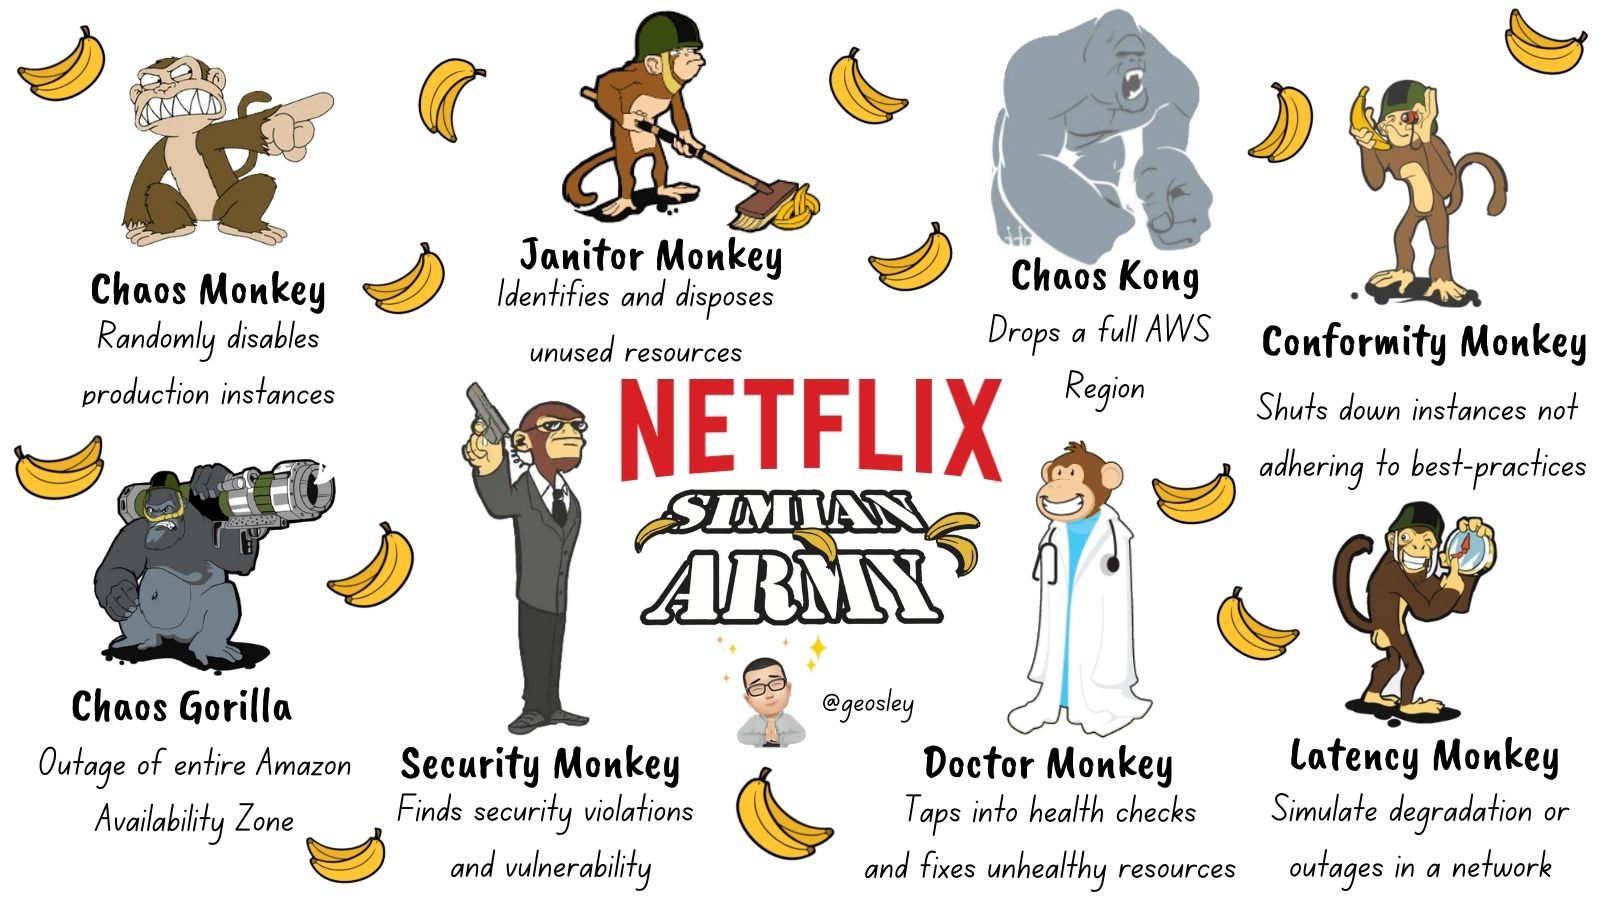 Chaos Monkey
Randomly disables
production instances
Janitor Monkey
Identifies and disposes
unused resources
Chaos Kong
Drops a full AWS
Region
Conformity Monkey
Shuts down instances not
adhering to best-practices
NETFLIX
SIMIAN
ARMY
@geosley
Chaos Gorilla
Outage of entire Amazon
Availability Zone
Security Monkey
Finds security violations
and vulnerability
Doctor Monkey
Taps into health checks
and fixes unhealthy resources
Latency Monkey
Simulate degradation or
outages in a network